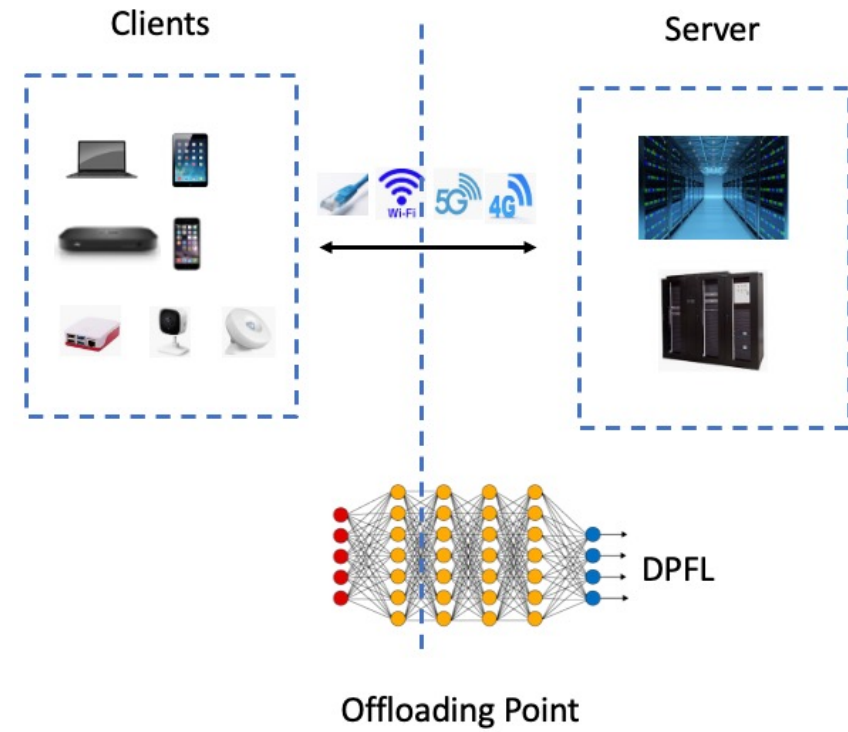 Clients
Server
Wi-Fi
5G
4G
DPFL
Offloading Point